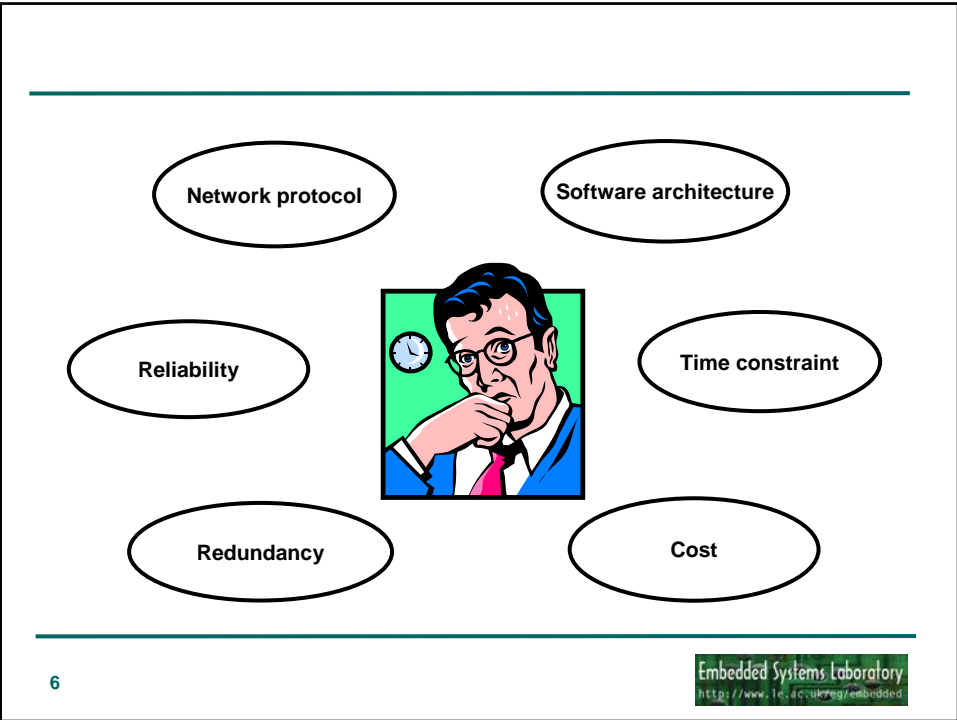 Network protocol
Software architecture
Reliability
Time constraint
Redundancy
Cost
6
Embedded Systems Laboratory
http://www.le.ac.uk/eg/embedded